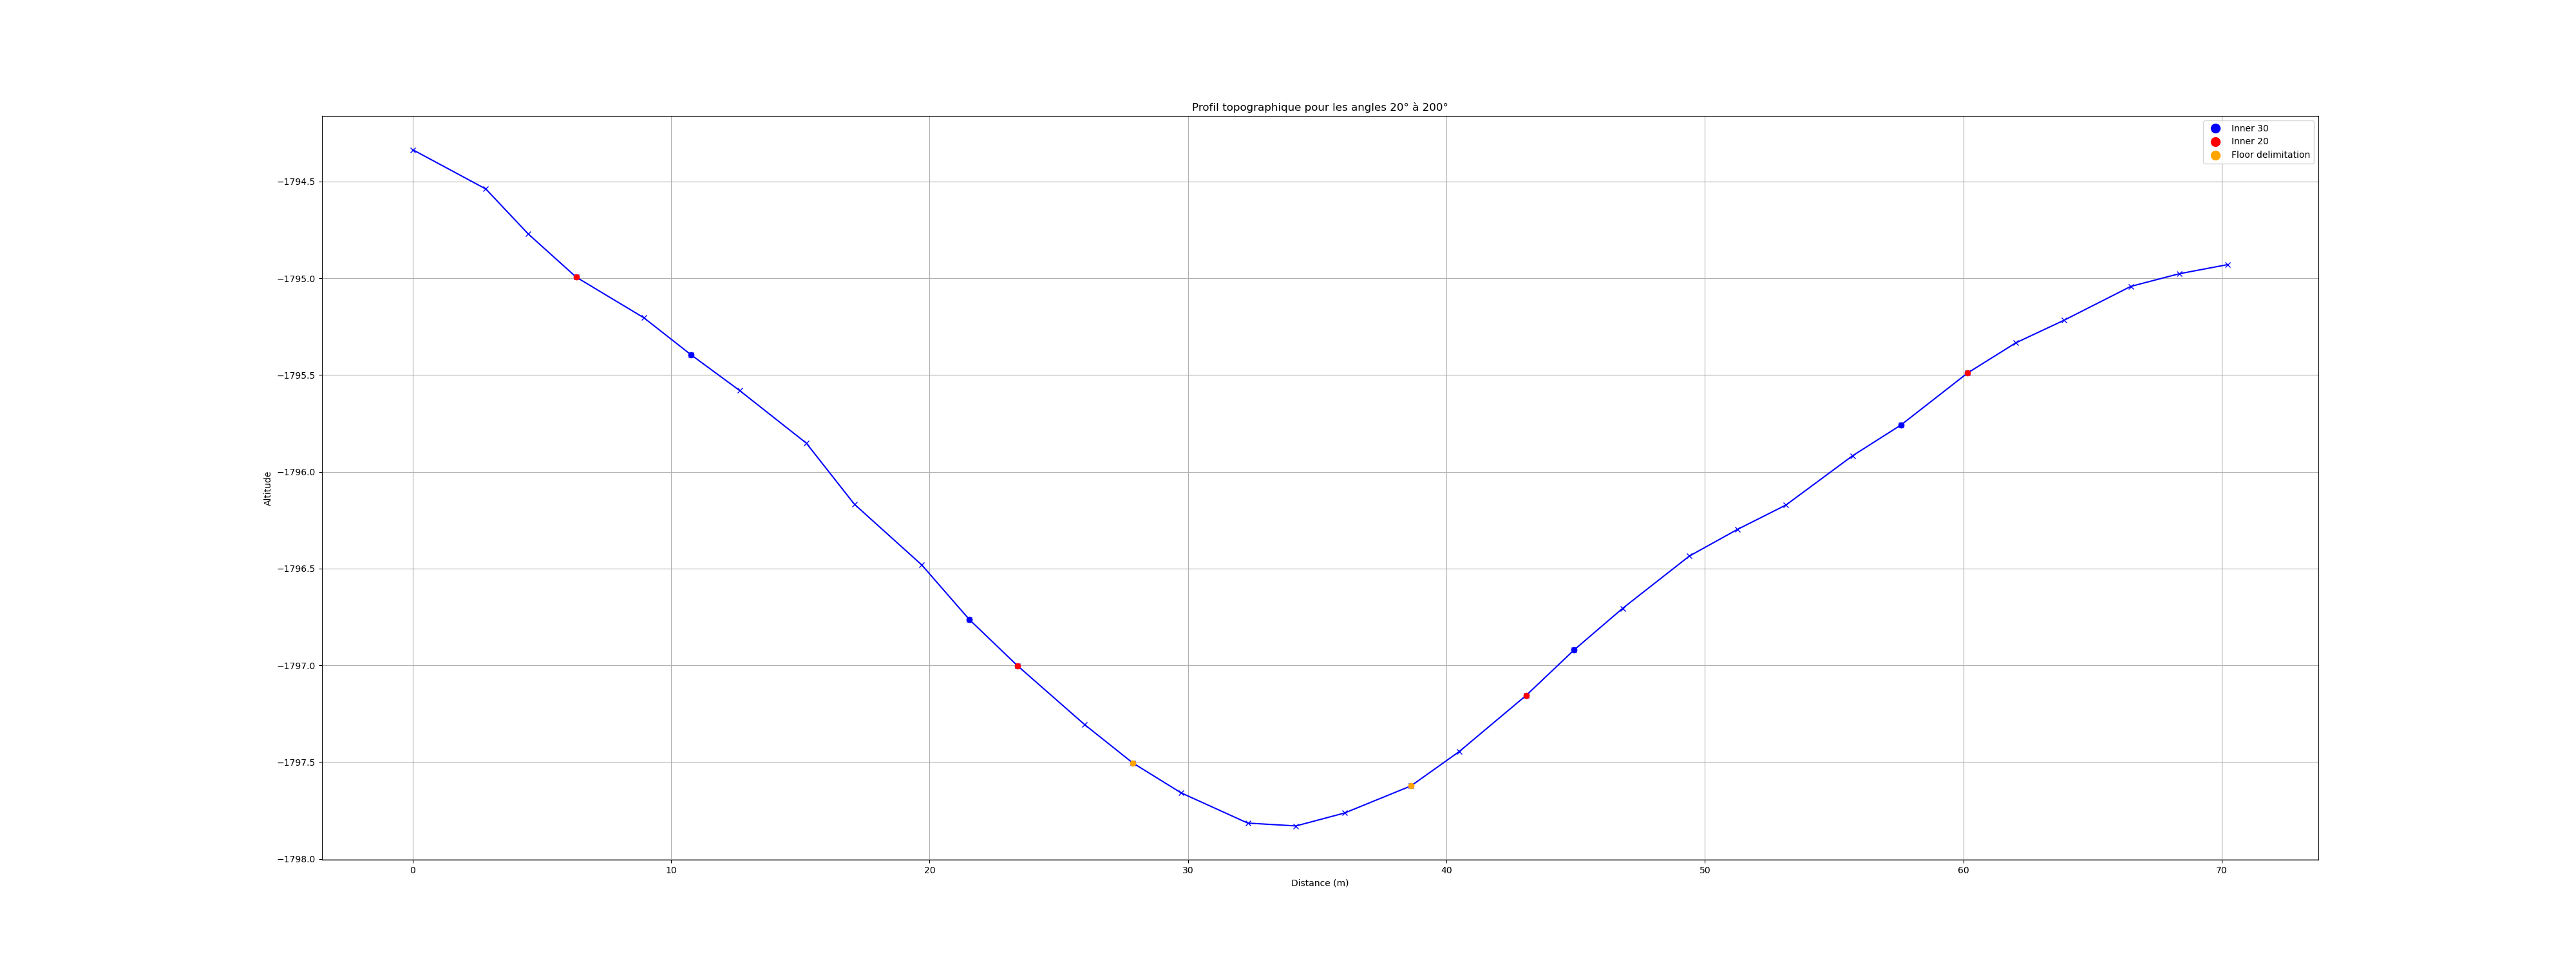 Profil topographique pour les angles 20° à 200°
Inner 30
Inner 20
Floor delimitation
Altitude
−1794.5
−1795.0
−1795.5
−1796.0
−1796.5
−1797.0
−1797.5
−1798.0
0 10 20 30 40 50 60 70
Distance (m)